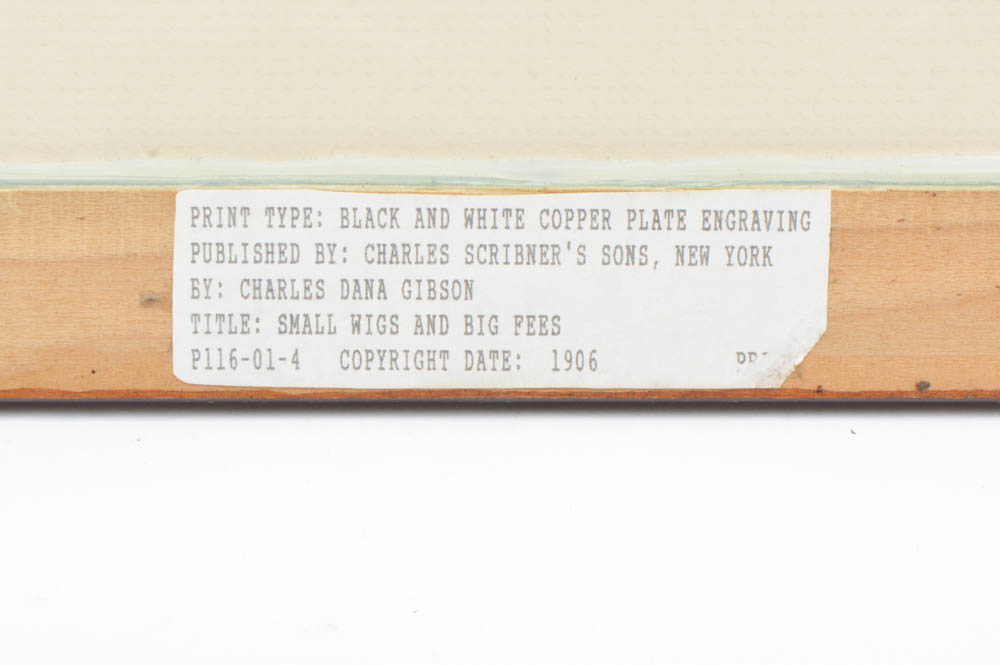 PRINT TYPE: BLACK AND WHITE COPPER PLATE ENGRAVING
PUBLISHED BY: CHARLES SCRIBNER'S SONS, NEW YORK
BY: CHARLES DANA GIBSON
TITLE: SMALL WIGS AND BIG FEES
P116-01-4 COPYRIGHT DATE: 1906